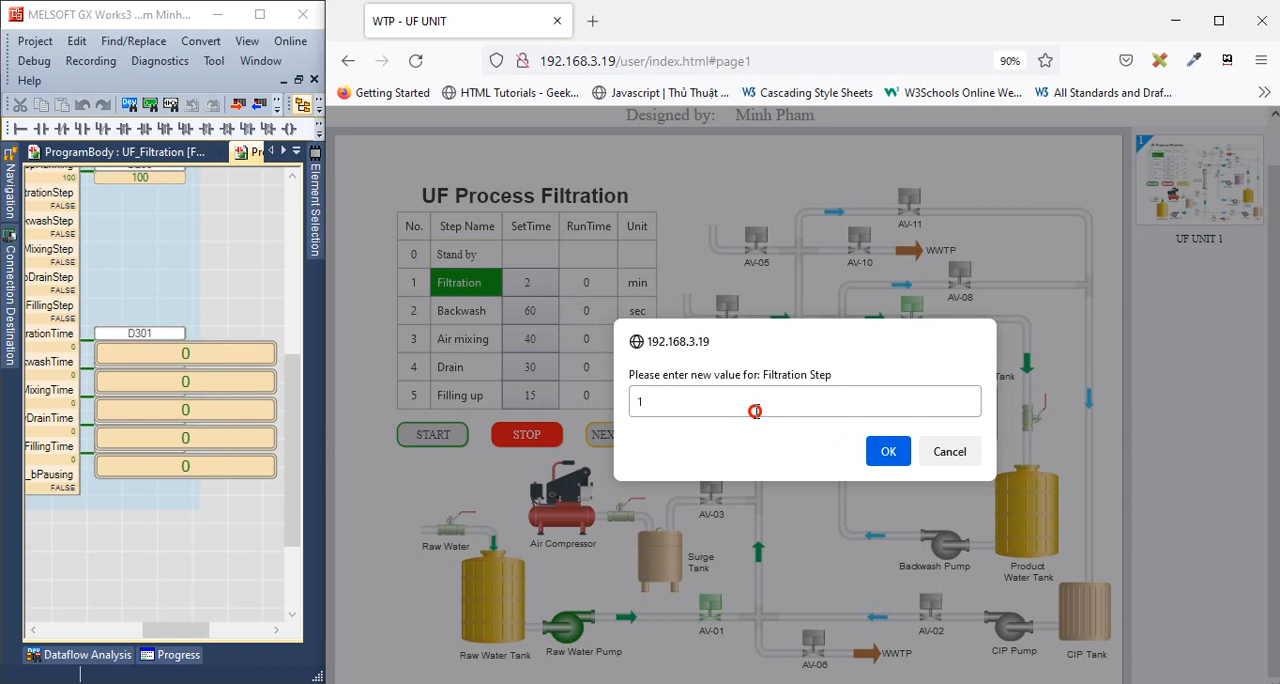 MELSOFT GX Works3 ...m Minh...
Project Edit Find/Replace Convert View Online
Debug Recording Diagnostics Tool Window
Help
ProgramBody : UF_Filtration [F...
Navigation
Connection Destination
Element Selection
100
100
trationStep
FALSE
kwashStep
FALSE
MixingStep
FALSE
DrainStep
FALSE
FillingStep
FALSE
rationTime
D301
0
0
kwashTime
0
0
MixingTime
0
0
yDrainTime
0
0
FillingTime
0
0
_bPausing
FALSE
Dataflow Analysis
Progress
WTP - UF UNIT
192.168.3.19/user/index.html#page1
90%
Getting Started
HTML Tutorials - Geek...
Javascript | Thủ Thuật ...
Cascading Style Sheets
W3Schools Online We...
All Standards and Draf...
Designed by: Minh Pham
UF Process Filtration
No. Step Name SetTime RunTime Unit
0 Stand by
1 Filtration 2 0 min
2 Backwash 60 0 sec
3 Air mixing 40 0
4 Drain 30 0
5 Filling up 15 0
START
STOP
NEX
192.168.3.19
Please enter new value for: Filtration Step
1
OK
Cancel
AV-11
AV-05
AV-10
WWTP
AV-08
Tank
AV-03
Raw Water
Air Compressor
Surge
Tank
Backwash Pump
Product
Water Tank
Raw Water Tank
Raw Water Pump
AV-01
AV-02
AV-06
WWTP
CIP Pump
CIP Tank
1
UF UNIT 1